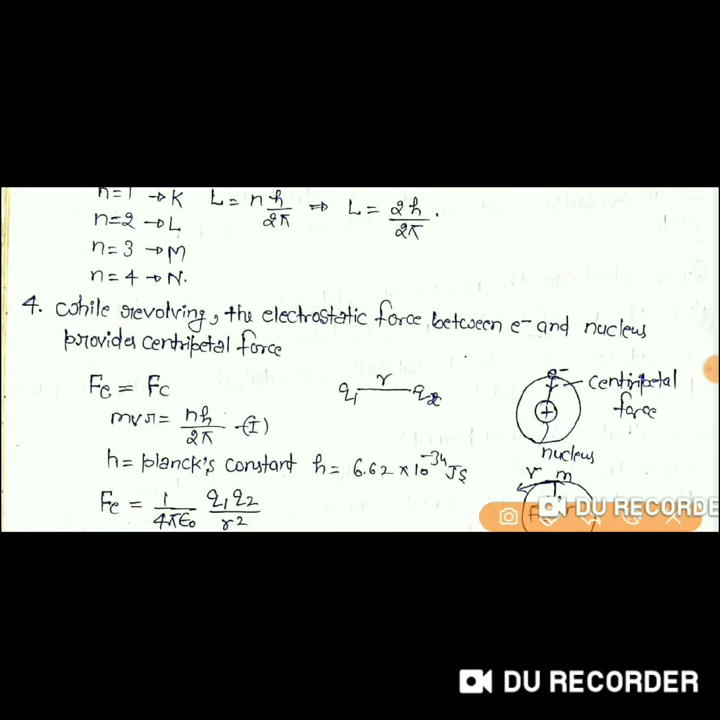 n=1 → K L = n h/2π ⇒ L = 2h/2π.
n=2 → L
n=3 → M
n=4 → N.
4. While revolving, the electrostatic force between e⁻ and nucleus
provides centripetal force
Fe = Fc
q1 r q2
e⁻
centripetal
force
+
nucleus
mvr = nh/2π -(I)
h = planck's constant h = 6.62 × 10⁻³⁴ Js
v m
Fe = 1/4πε₀ q1q2/r2
DU RECORDE
DU RECORDER